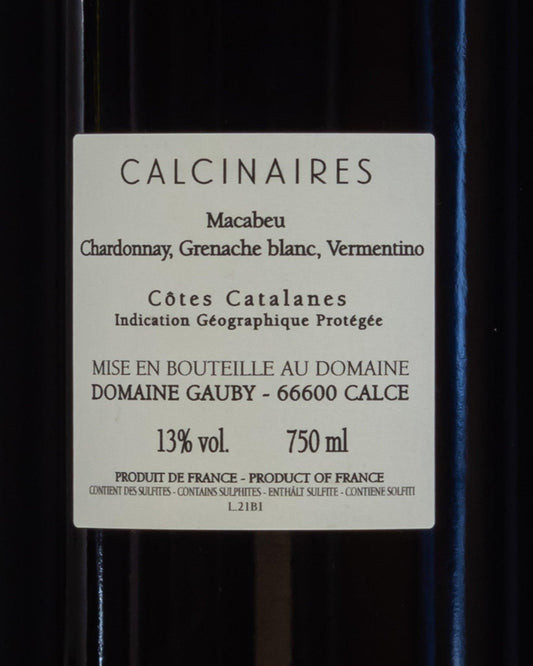 CALCINAIRES
Macabeu
Chardonnay, Grenache blanc, Vermentino
Côtes Catalanes
Indication Géographique Protégée
MISE EN BOUTEILLE AU DOMAINE
DOMAINE GAUBY - 66600 CALCE
13% vol. 750 ml
PRODUIT DE FRANCE - PRODUCT OF FRANCE
CONTIENT DES SULFITES - CONTAINS SULPHITES - ENTHÄLT SULFITE - CONTIENE SOLFITI
L.21B1